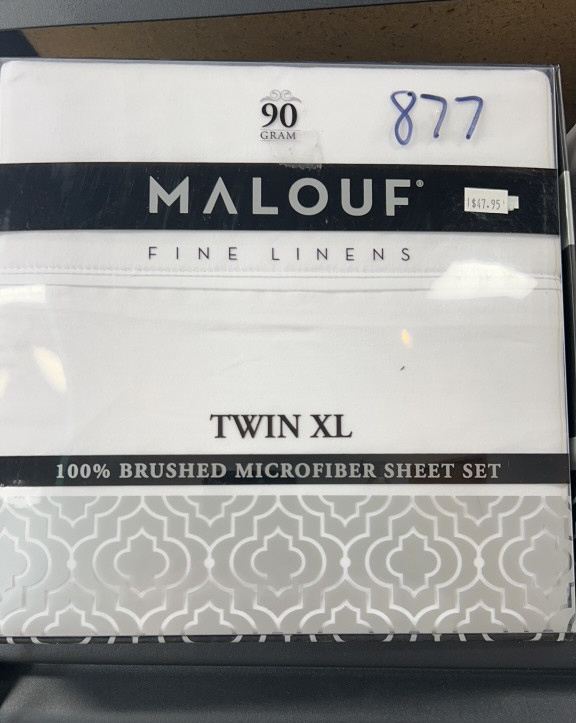 90
GRAM
877
MALOUF®
$47.95
FINE LINENS
TWIN XL
100% BRUSHED MICROFIBER SHEET SET